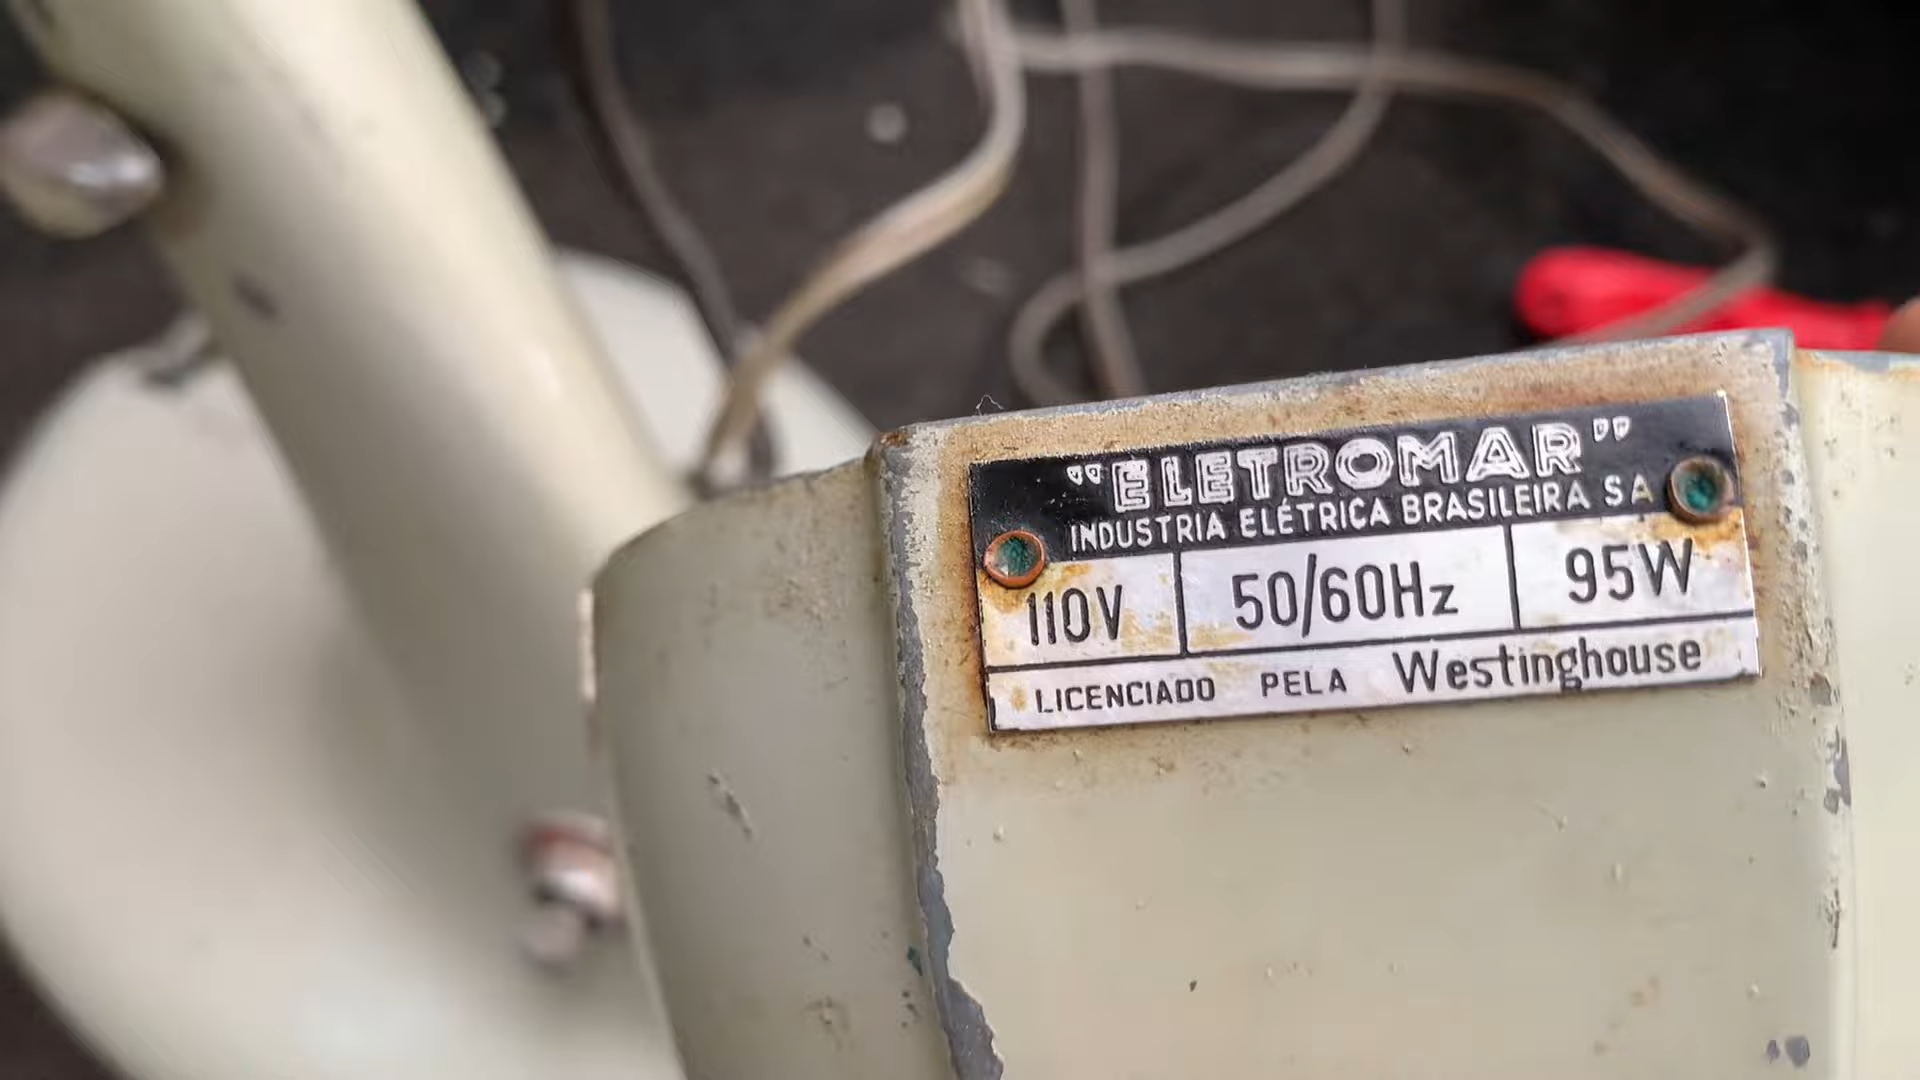 "ELETROMAR"
INDUSTRIA ELÉTRICA BRASILEIRA SA
110V 50/60Hz 95W
LICENCIADO PELA Westinghouse